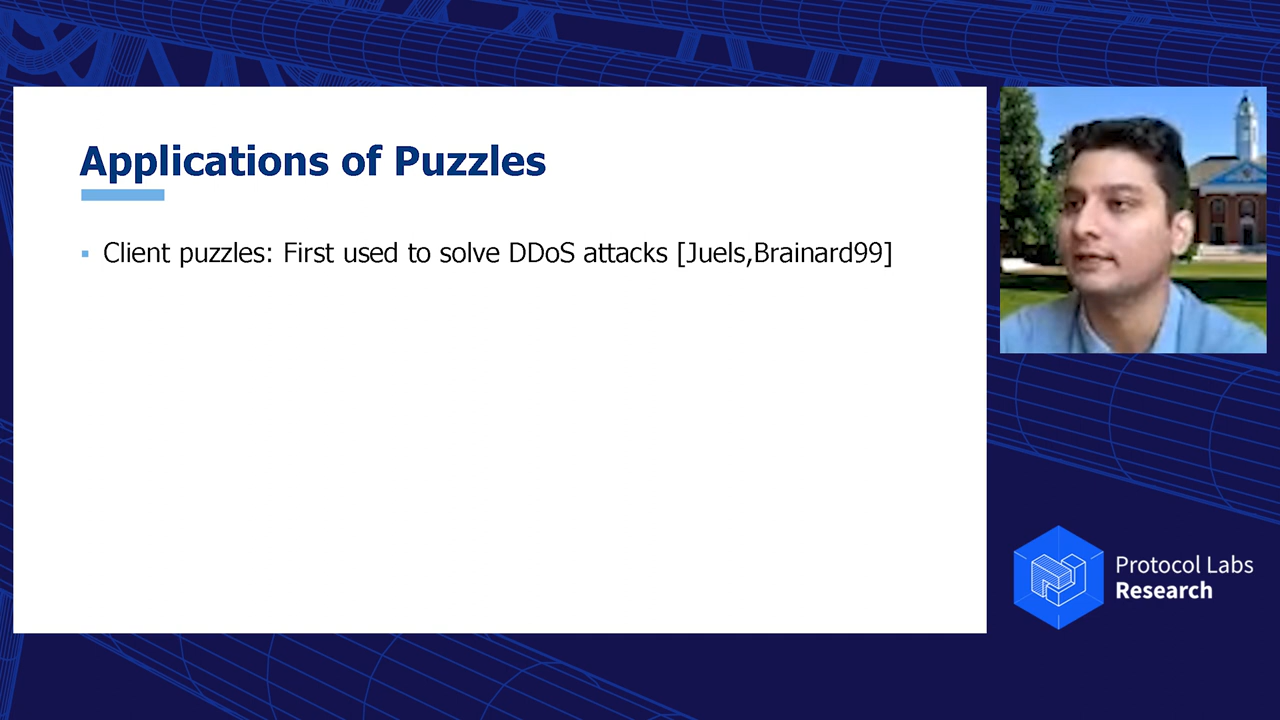 Applications of Puzzles
Client puzzles: First used to solve DDoS attacks [Juels,Brainard99]
Protocol Labs
Research